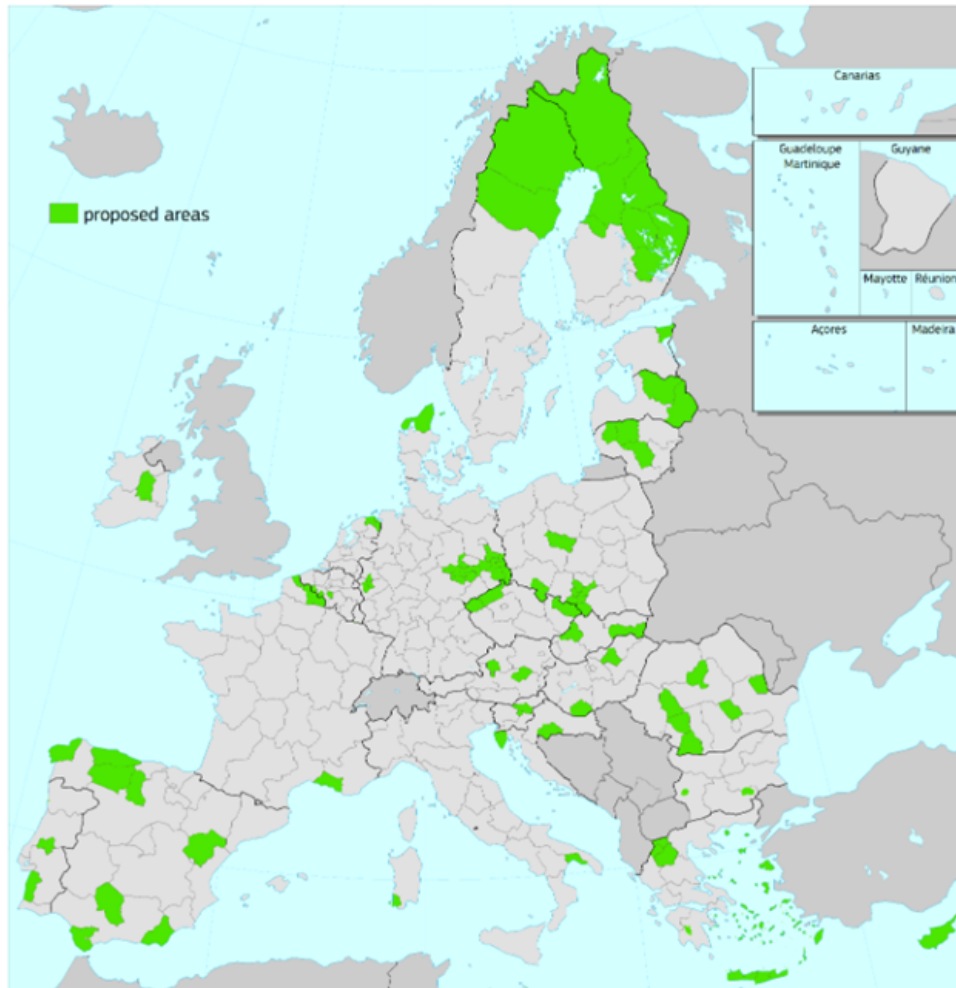 Canarias
Guadeloupe
Martinique
Guyane
proposed areas
Mayotte
Réunion
Açores
Madeira